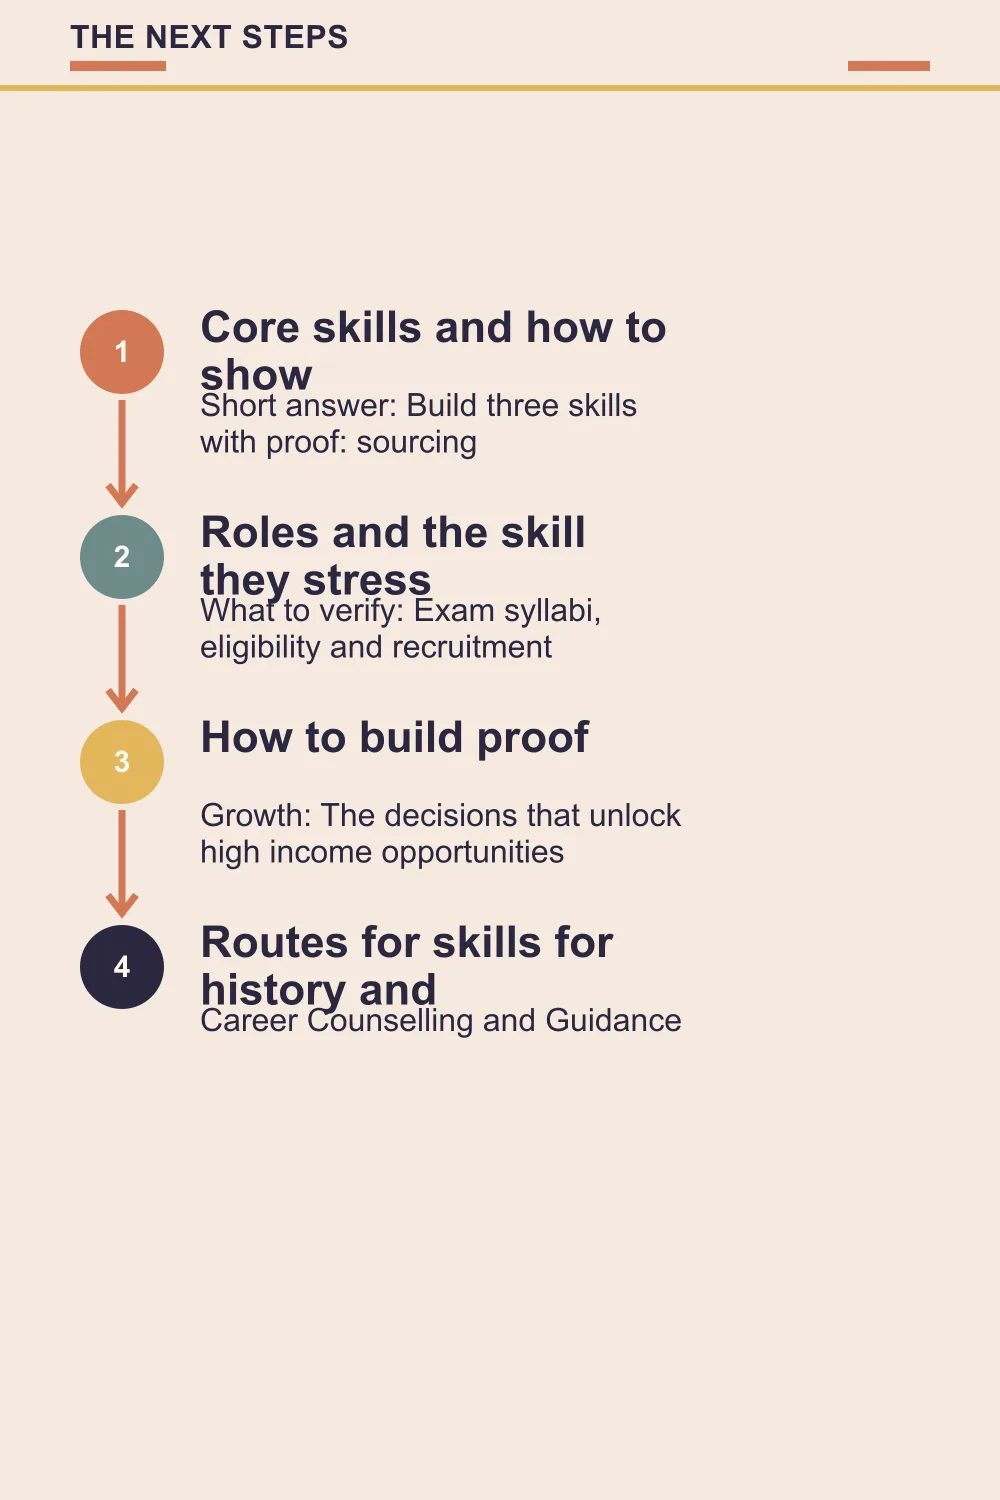 THE NEXT STEPS
1
Core skills and how to
show
Short answer: Build three skills
with proof: sourcing
2
Roles and the skill
they stress
What to verify: Exam syllabi,
eligibility and recruitment
3
How to build proof
Growth: The decisions that unlock
high income opportunities
4
Routes for skills for
history and
Career Counselling and Guidance